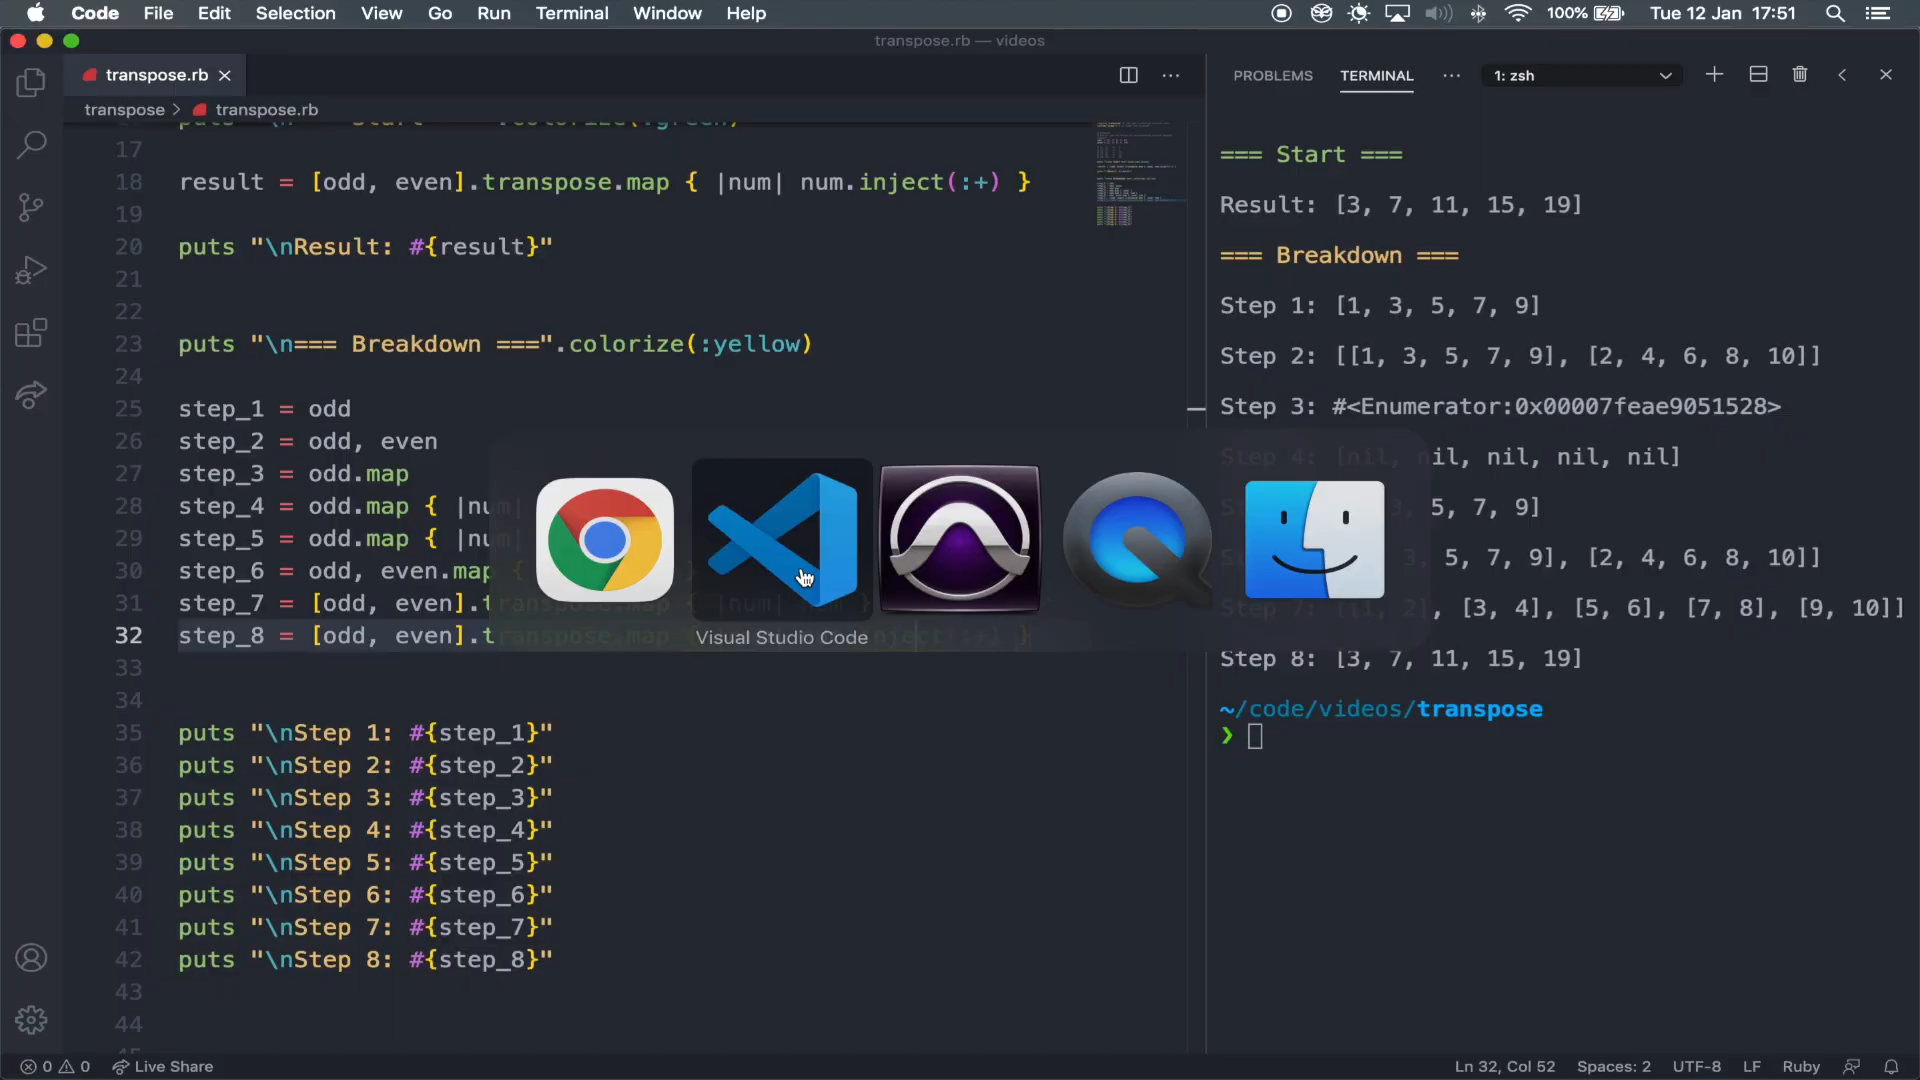 Code File Edit Selection View Go Run Terminal Window Help 100% Tue 12 Jan 17:51
transpose.rb — videos
transpose.rb
transpose > transpose.rb
17
18 result = [odd, even].transpose.map { |num| num.inject(:+) }
19
20 puts "\nResult: #{result}"
21
22
23 puts "\n=== Breakdown ===".colorize(:yellow)
24
25 step_1 = odd
26 step_2 = odd, even
27 step_3 = odd.map
28 step_4 = odd.map { |num|
29 step_5 = odd.map { |num|
30 step_6 = odd, even.map {
31 step_7 = [odd, even].transpose.map { |num| num }
32 step_8 = [odd, even].transpose.map { inject(:+) }
33
34
35 puts "\nStep 1: #{step_1}"
36 puts "\nStep 2: #{step_2}"
37 puts "\nStep 3: #{step_3}"
38 puts "\nStep 4: #{step_4}"
39 puts "\nStep 5: #{step_5}"
40 puts "\nStep 6: #{step_6}"
41 puts "\nStep 7: #{step_7}"
42 puts "\nStep 8: #{step_8}"
43
44
Visual Studio Code
PROBLEMS TERMINAL ··· 1: zsh
=== Start ===
Result: [3, 7, 11, 15, 19]
=== Breakdown ===
Step 1: [1, 3, 5, 7, 9]
Step 2: [[1, 3, 5, 7, 9], [2, 4, 6, 8, 10]]
Step 3: #<Enumerator:0x00007feae9051528>
Step 4: [nil, nil, nil, nil, nil]
5, 7, 9]
5, 7, 9], [2, 4, 6, 8, 10]]
Step 7: [[1, 2], [3, 4], [5, 6], [7, 8], [9, 10]]
Step 8: [3, 7, 11, 15, 19]
~/code/videos/transpose
❯
0 0 Live Share Ln 32, Col 52 Spaces: 2 UTF-8 LF Ruby